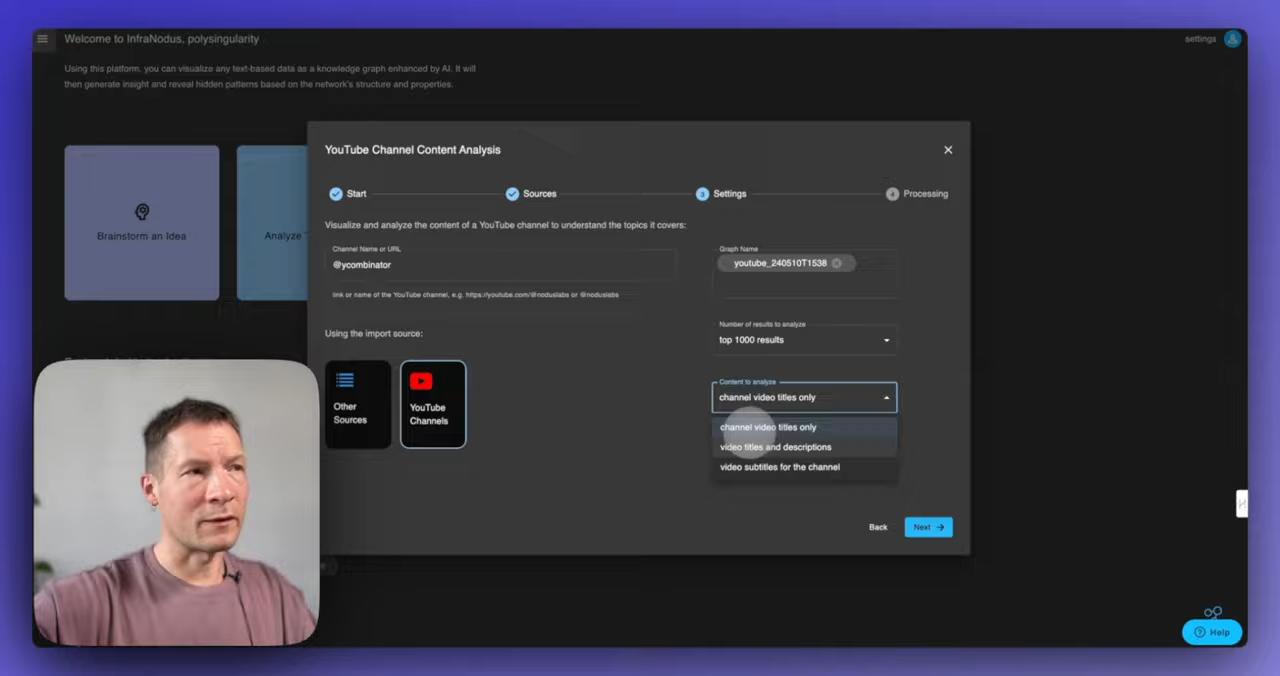 Welcome to InfraNodus, polysingularity
settings
Using this platform, you can visualize any text-based data as a knowledge graph enhanced by AI. It will
then generate insight and reveal hidden patterns based on the network's structure and properties.
Brainstorm an Idea
Analyze
YouTube Channel Content Analysis
Start
Sources
3 Settings
4 Processing
Visualize and analyze the content of a YouTube channel to understand the topics it covers:
Channel Name or URL
@ycombinator
link or name of the YouTube channel, e.g. https://youtube.com/@noduslabs or @noduslabs
Using the import source:
Other
Sources
YouTube
Channels
Graph Name
youtube_240510T1538
Number of results to analyze
top 1000 results
Content to analyze
channel video titles only
channel video titles only
video titles and descriptions
video subtitles for the channel
Back
Next
Help